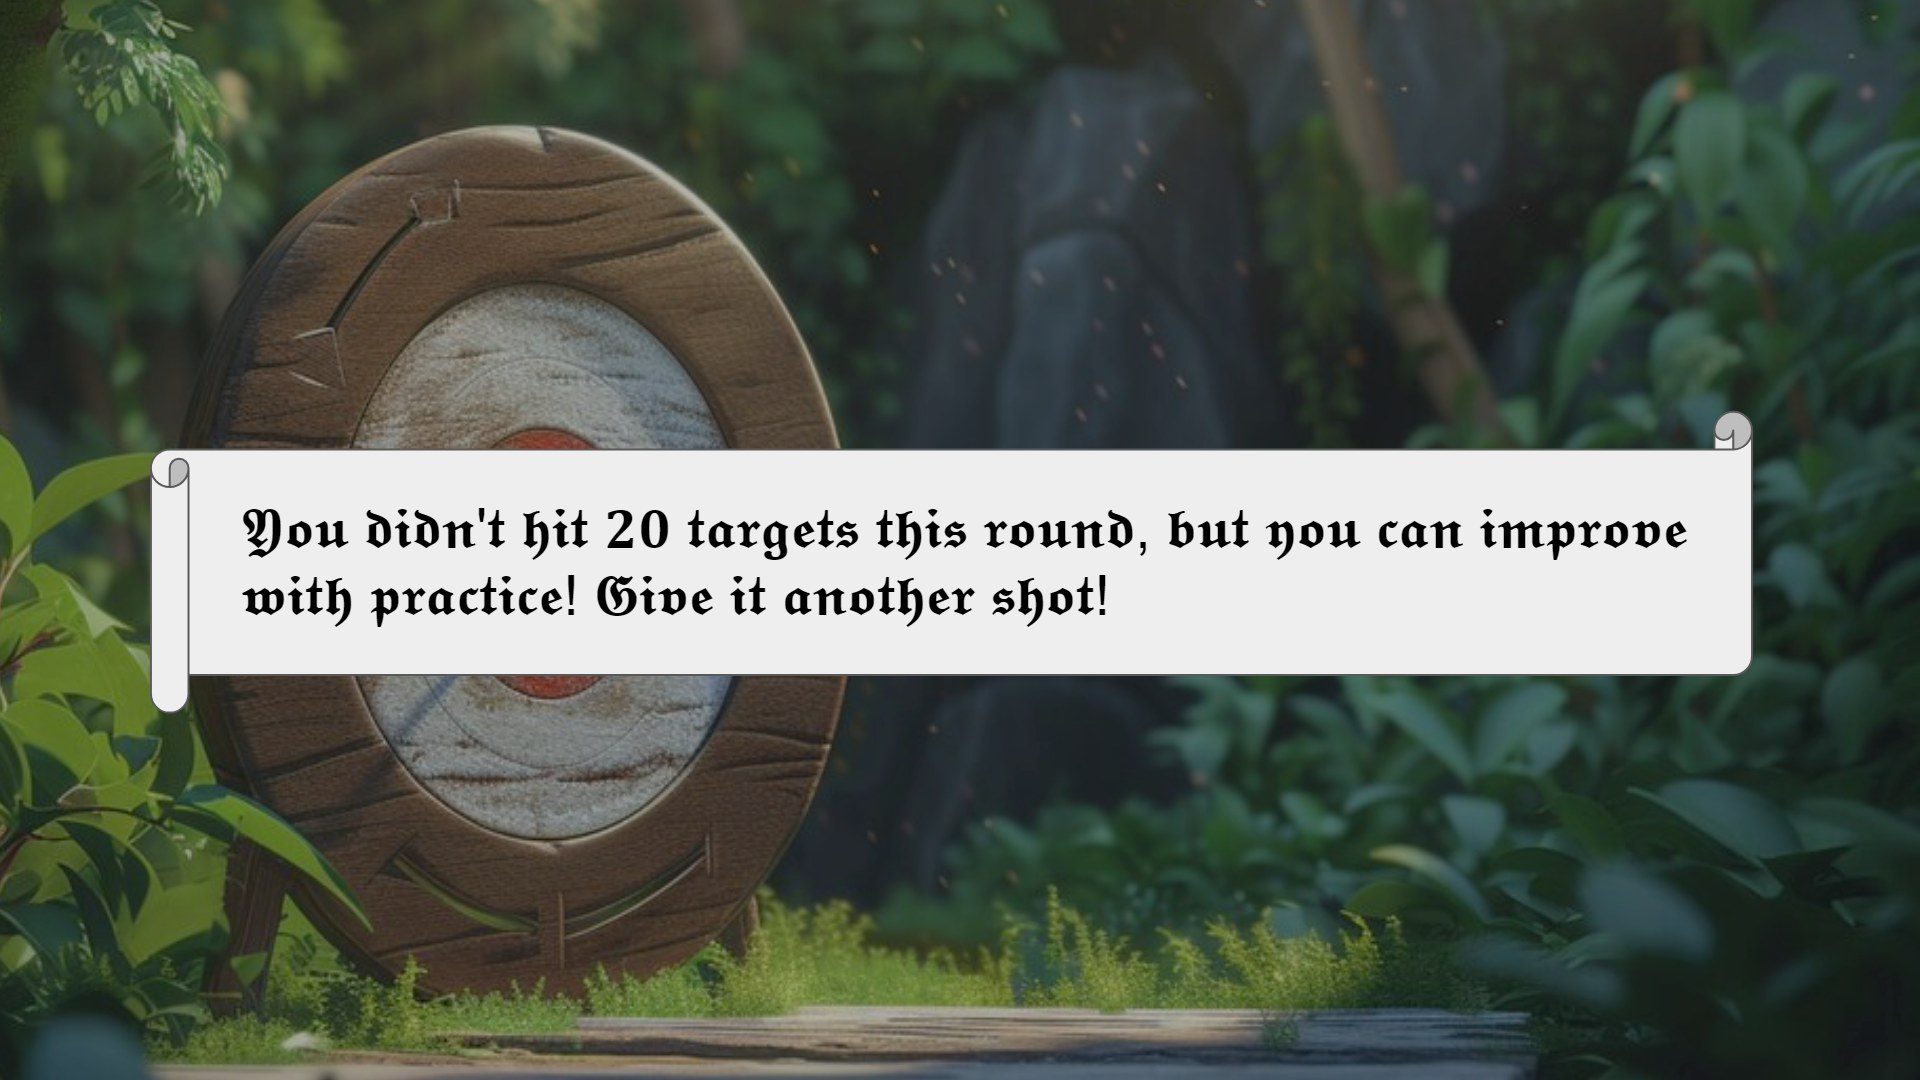 You didn't hit 20 targets this round, but you can improve
with practice! Give it another shot!